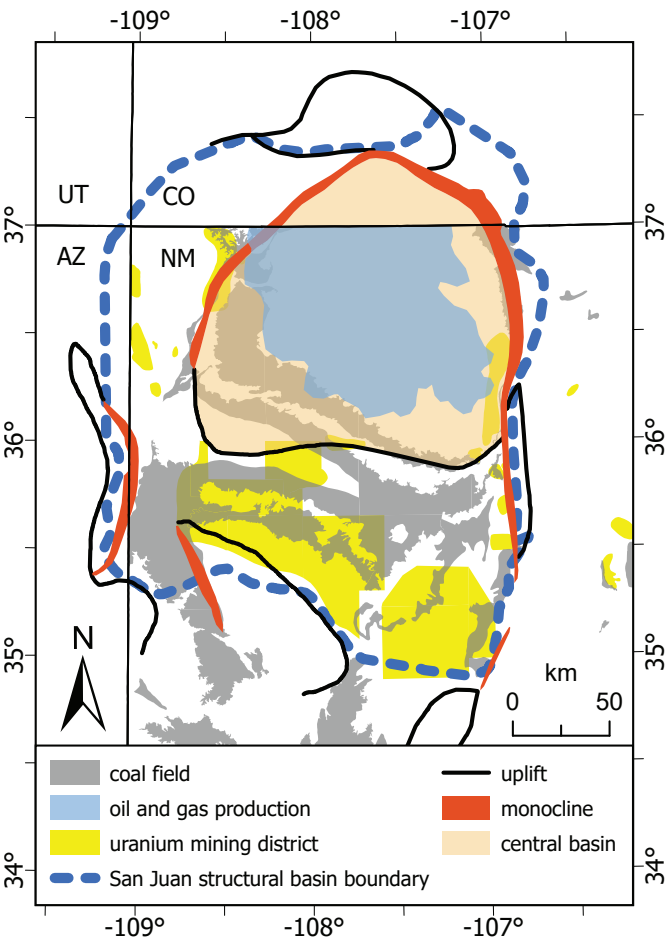 -109° -108° -107°
UT CO
37° 37°
AZ NM
36° 36°
35° 35°
N
km
0 50
coal field
uplift
oil and gas production
monocline
uranium mining district
central basin
San Juan structural basin boundary
34° 34°
-109° -108° -107°